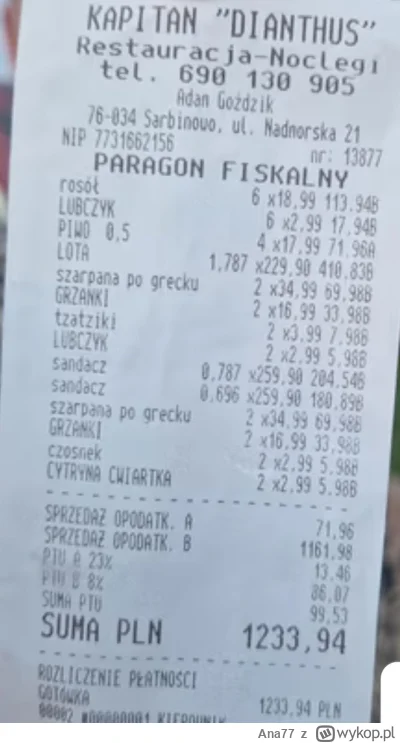 KAPITAN "DIANTHUS"
Restauracja-Noclegi
tel. 690 130 905
Adan Goździk
76-034 Sarbinowo, ul. Nadnorska 21
NIP 7731662156 nr: 13877
PARAGON FISKALNY
rosół 6 x18,99 113,94B
LUBCZYK 6 x2,99 17,94B
PIWO 0,5 4 x17,99 71,96A
LOTA 1,787 x229,90 410,83B
szarpana po grecku 2 x34,99 69,98B
GRZANKI 2 x16,99 33,98B
tzatziki 2 x3,99 7,98B
LUBCZYK 2 x2,99 5,98B
sandacz 0,787 x259,90 204,54B
sandacz 0,696 x259,90 180,89B
szarpana po grecku 2 x34,99 69,98B
GRZANKI 2 x16,99 33,98B
czosnek 2 x2,99 5,98B
CYTRYNA CWIARTKA 2 x2,99 5,98B
SPRZEDAŻ OPODATK. A 71,96
SPRZEDAŻ OPODATK. B 1161,98
PTU A 23% 13,46
PTU B 8% 86,07
SUMA PTU 99,53
SUMA PLN 1233,94
ROZLICZENIE PŁATNOŚCI
GOTÓWKA 1233,94 PLN
00002 #00000001 KIEROWNIK
Ana77 z wykop.pl